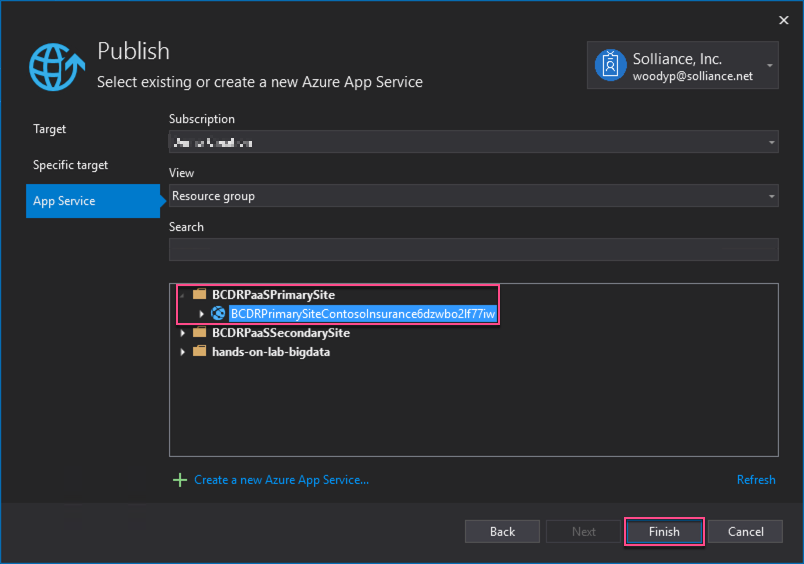 Publish
Select existing or create a new Azure App Service
Solliance, Inc.
woodyp@solliance.net
Target
Specific target
App Service
Subscription
View
Resource group
Search
BCDRPaaSPrimarySite
BCDRPrimarySiteContosoInsurance6dzwbo2lf77iw
BCDRPaaSSecondarySite
hands-on-lab-bigdata
Create a new Azure App Service...
Refresh
Back
Next
Finish
Cancel